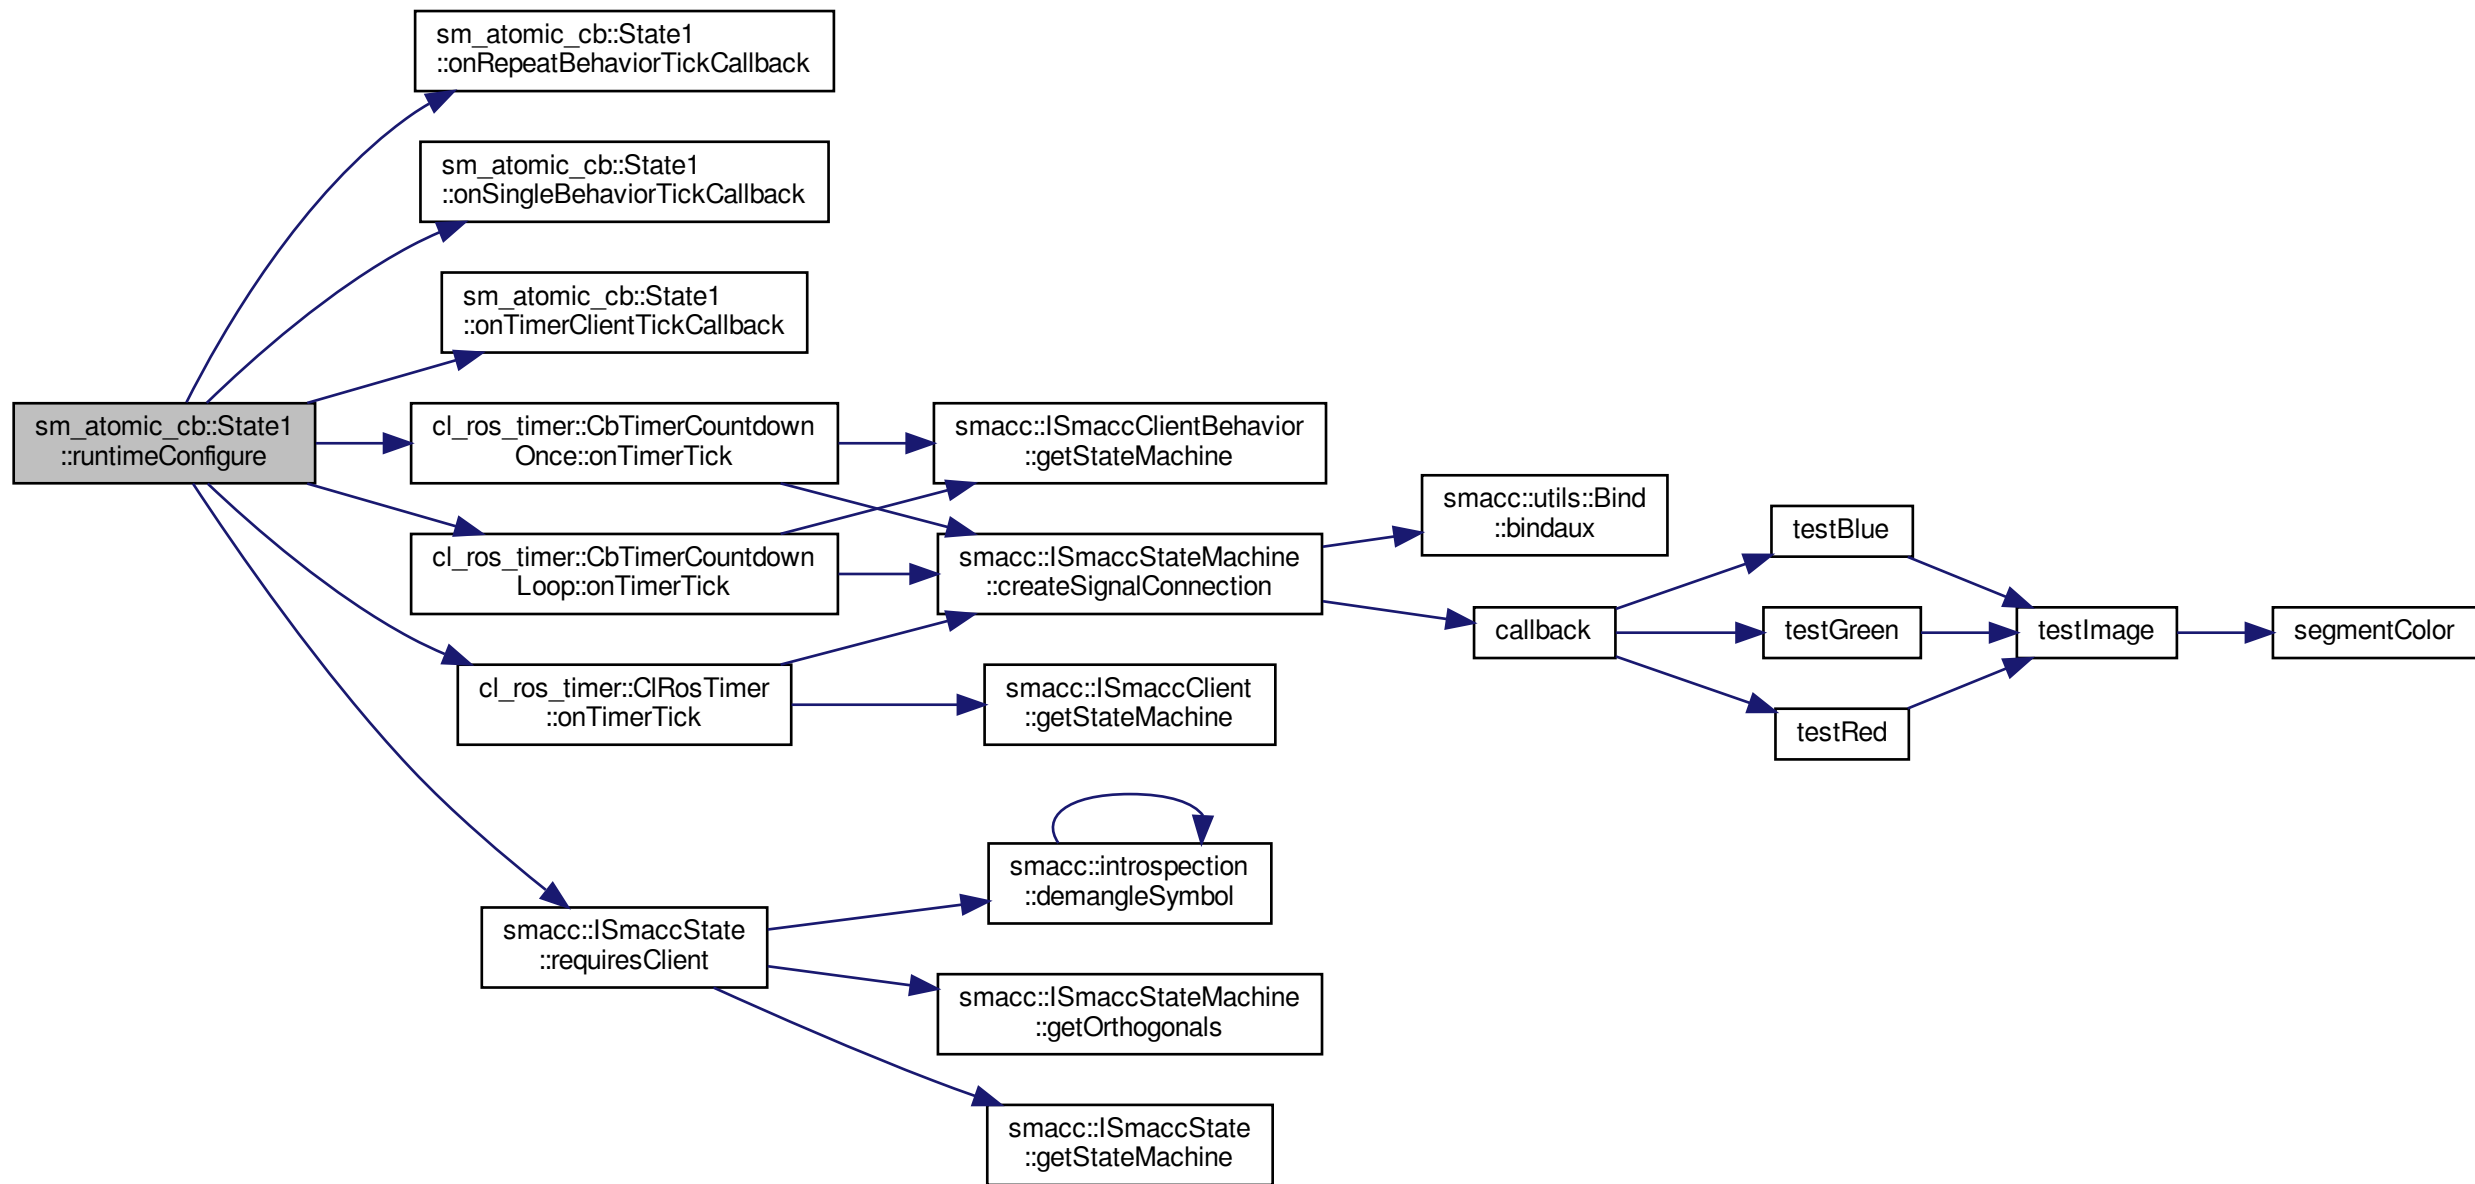 sm_atomic_cb::State1
::runtimeConfigure
sm_atomic_cb::State1
::onRepeatBehaviorTickCallback
sm_atomic_cb::State1
::onSingleBehaviorTickCallback
sm_atomic_cb::State1
::onTimerClientTickCallback
cl_ros_timer::CbTimerCountdown
Once::onTimerTick
cl_ros_timer::CbTimerCountdown
Loop::onTimerTick
cl_ros_timer::ClRosTimer
::onTimerTick
smacc::ISmaccState
::requiresClient
smacc::ISmaccClientBehavior
::getStateMachine
smacc::ISmaccStateMachine
::createSignalConnection
smacc::ISmaccClient
::getStateMachine
smacc::introspection
::demangleSymbol
smacc::ISmaccStateMachine
::getOrthogonals
smacc::ISmaccState
::getStateMachine
smacc::utils::Bind
::bindaux
callback
testBlue
testGreen
testRed
testImage
segmentColor